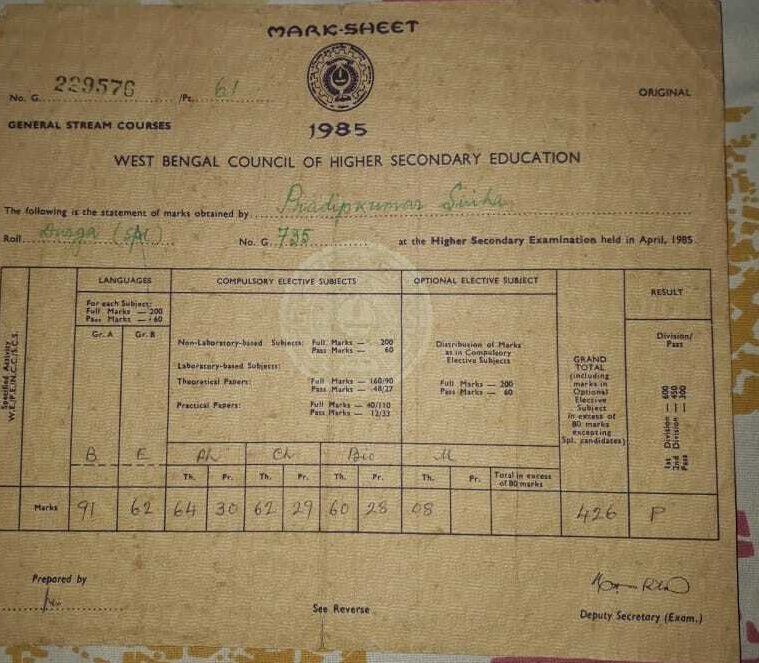 MARK-SHEET
No. G. 229576 /Pz. 61
ORIGINAL
GENERAL STREAM COURSES
1985
WEST BENGAL COUNCIL OF HIGHER SECONDARY EDUCATION
The following is the statement of marks obtained by Pradipkumar Sinha
Roll Durga (SAC) No. G. 735 at the Higher Secondary Examination held in April, 1985
Specified Activity
W.E./P.E./N.C.C./S.C.S.
LANGUAGES
For each Subject:
Full Marks — 200
Pass Marks — 60
Gr. A Gr. B
COMPULSORY ELECTIVE SUBJECTS
Non-Laboratory-based Subjects: Full Marks — 200
Pass Marks — 60
Laboratory-based Subjects:
Theoretical Papers: Full Marks — 160/90
Pass Marks — 48/27
Practical Papers: Full Marks — 40/110
Pass Marks — 12/33
OPTIONAL ELECTIVE SUBJECT
Distribution of Marks
as in Compulsory
Elective Subjects
Full Marks — 200
Pass Marks — 60
GRAND
TOTAL
(including
marks in
Optional
Elective
Subject
in excess of
80 marks
excepting
Spl. candidates)
RESULT
Division/
Pass
1st Division — 600
2nd Division — 450
Pass — 300
B E Ph Ch Bio M
Th. Pr. Th. Pr. Th. Pr. Th. Pr. Total in excess
of 80 marks
Marks 91 62 64 30 62 29 60 28 08 426 P
Prepared by
See Reverse
Deputy Secretary (Exam.)